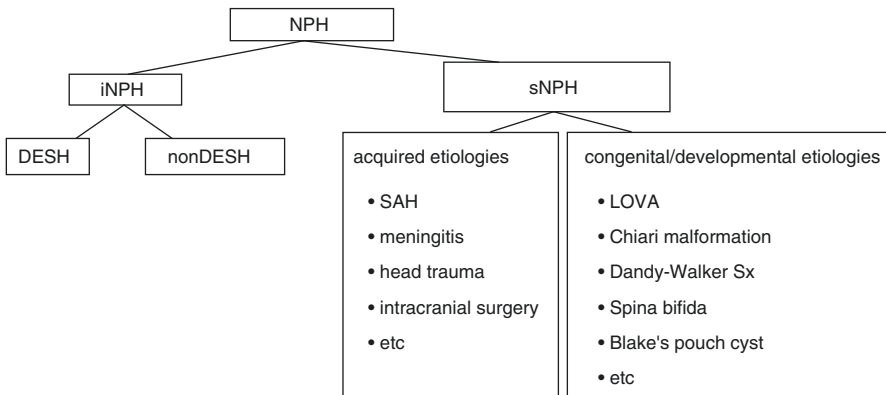 NPH
iNPH
sNPH
DESH
nonDESH
acquired etiologies
• SAH
• meningitis
• head trauma
• intracranial surgery
• etc
congenital/developmental etiologies
• LOVA
• Chiari malformation
• Dandy-Walker Sx
• Spina bifida
• Blake's pouch cyst
• etc